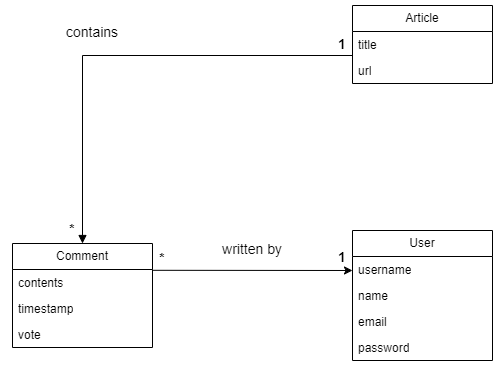 Article
contains
1
title
url
*
Comment
*
written by
1
User
contents
timestamp
vote
username
name
email
password